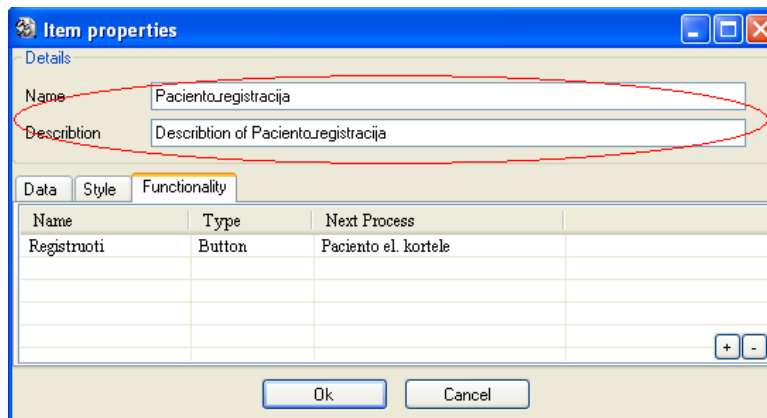 Item properties
Details
Name Paciento_registracija
Describtion Describtion of Paciento_registracija
Data Style Functionality
Name Type Next Process
Registruoti Button Paciento el. kortele
+ -
Ok Cancel